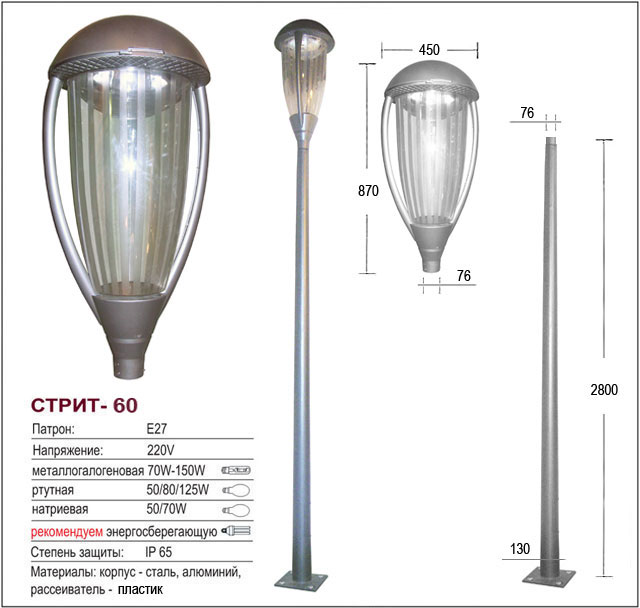 450
76
870
76
2800
130
СТРИТ- 60
Патрон: E27
Напряжение: 220V
металлогалогеновая 70W-150W
ртутная 50/80/125W
натриевая 50/70W
рекомендуем энергосберегающую
Степень защиты: IP 65
Материалы: корпус - сталь, алюминий,
рассеиватель - пластик